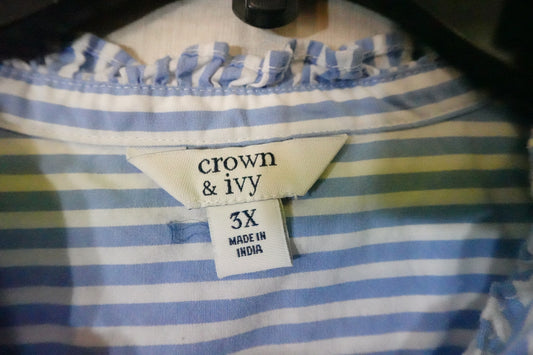 crown
& ivy
3X
MADE IN
INDIA